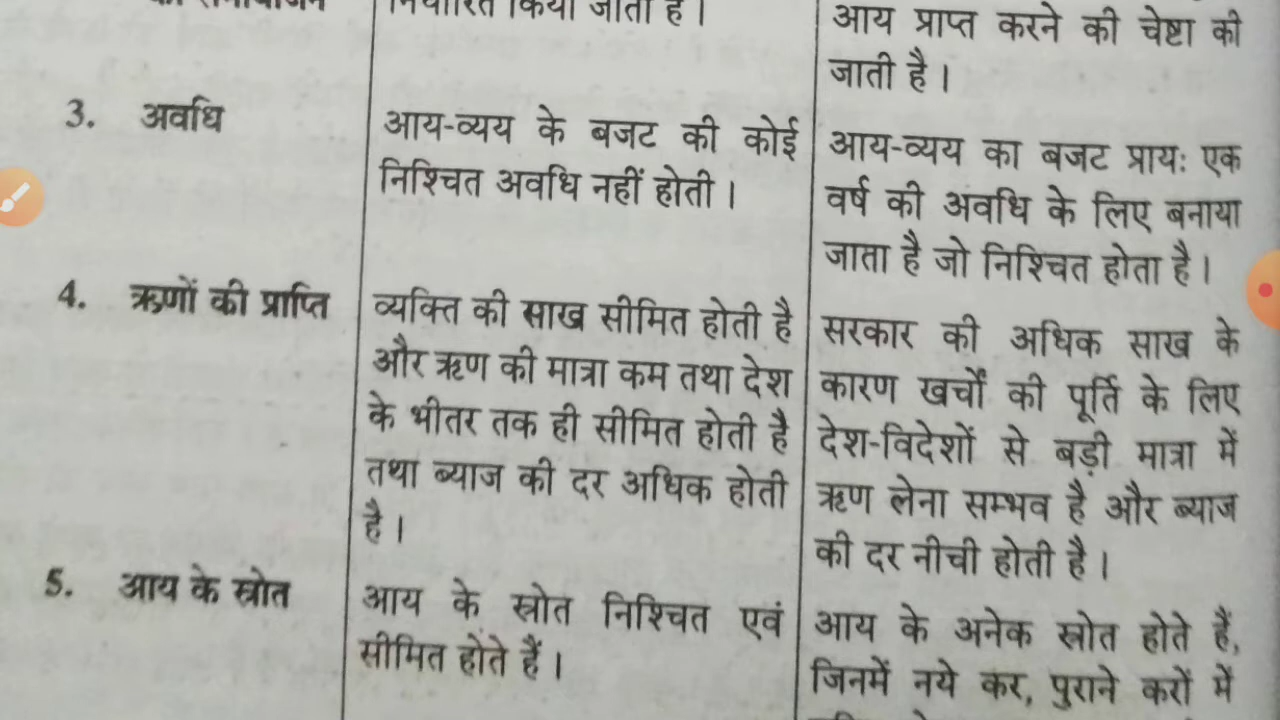 निर्धारित किया जाता है।
आय प्राप्त करने की चेष्टा की
जाती है।
3. अवधि
आय-व्यय के बजट की कोई
निश्चित अवधि नहीं होती।
आय-व्यय का बजट प्रायः एक
वर्ष की अवधि के लिए बनाया
जाता है जो निश्चित होता है।
4. ऋणों की प्राप्ति
व्यक्ति की साख सीमित होती है
और ऋण की मात्रा कम तथा देश
के भीतर तक ही सीमित होती है
तथा ब्याज की दर अधिक होती
है।
सरकार की अधिक साख के
कारण खर्चों की पूर्ति के लिए
देश-विदेशों से बड़ी मात्रा में
ऋण लेना सम्भव है और ब्याज
की दर नीची होती है।
5. आय के स्रोत
आय के स्रोत निश्चित एवं
सीमित होते हैं।
आय के अनेक स्रोत होते हैं,
जिनमें नये कर, पुराने करों में